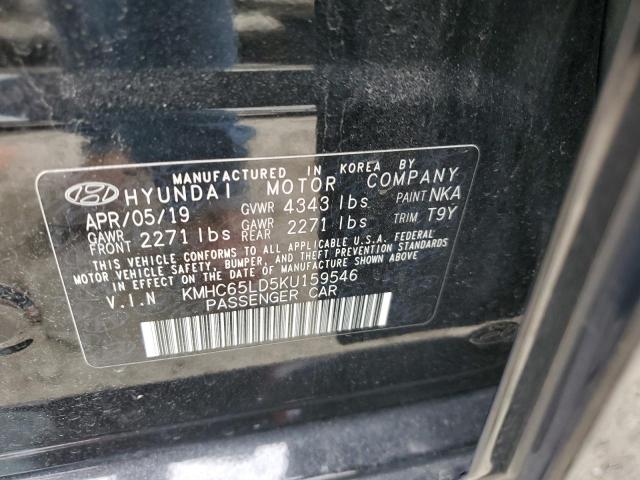 MANUFACTURED IN KOREA BY
HYUNDAI MOTOR COMPANY
APR/05/19 GVWR 4343 lbs PAINT NKA
GAWR FRONT 2271 lbs GAWR REAR 2271 lbs TRIM T9Y
THIS VEHICLE CONFORMS TO ALL APPLICABLE U.S.A. FEDERAL
MOTOR VEHICLE SAFETY, BUMPER, AND THEFT PREVENTION STANDARDS
IN EFFECT ON THE DATE OF MANUFACTURE SHOWN ABOVE.
V.I.N KMHC65LD5KU159546
PASSENGER CAR